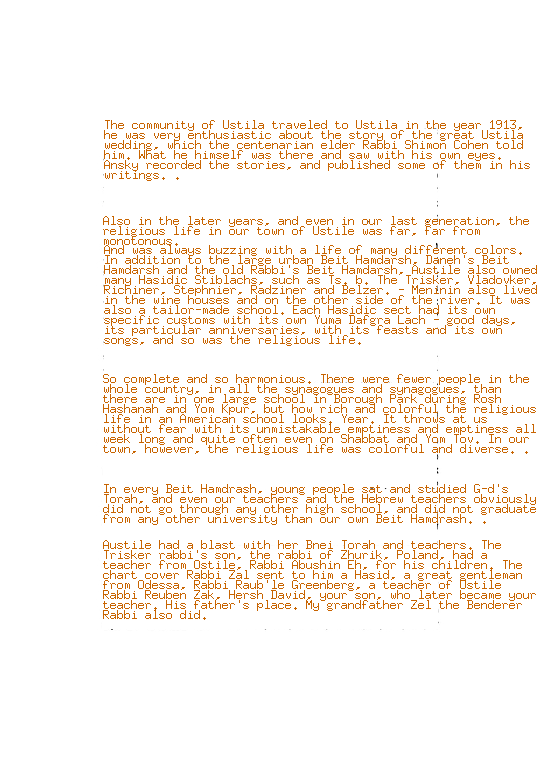 The community of Ustila traveled to Ustila in the year 1913,
he was very enthusiastic about the story of the great Ustila
wedding, which the centenarian elder Rabbi Shimon Cohen told
him. What he himself was there and saw with his own eyes.
Ansky recorded the stories, and published some of them in his
writings. .
Also in the later years, and even in our last generation, the
religious life in our town of Ustile was far, far from
monotonous.
And was always buzzing with a life of many different colors.
In addition to the large urban Beit Hamdarsh, Daneh's Beit
Hamdarsh and the old Rabbi's Beit Hamdarsh, Austile also owned
many Hasidic Stiblachs, such as Ts. b. The Trisker, Vladovker,
Richiner, Stephnier, Radziner and Belzer. - Meninin also lived
in the wine houses and on the other side of the river. It was
also a tailor-made school. Each Hasidic sect had its own
specific customs with its own Yuma Dafgra Lach - good days,
its particular anniversaries, with its feasts and its own
songs, and so was the religious life.
So complete and so harmonious. There were fewer people in the
whole country, in all the synagogues and synagogues, than
there are in one large school in Borough Park during Rosh
Hashanah and Yom Kpur, but how rich and colorful the religious
life in an American school looks. Year. It throws at us
without fear with its unmistakable emptiness and emptiness all
week long and quite often even on Shabbat and Yom Tov. In our
town, however, the religious life was colorful and diverse. .
In every Beit Hamdrash, young people sat and studied G-d's
Torah, and even our teachers and the Hebrew teachers obviously
did not go through any other high school, and did not graduate
from any other university than our own Beit Hamdrash. .
Austile had a blast with her Bnei Torah and teachers. The
Trisker rabbi's son, the rabbi of Zhurik, Poland, had a
teacher from Ostile, Rabbi Abushin Eh, for his children. The
chart cover Rabbi Zal sent to him a Hasid, a great gentleman
from Odessa, Rabbi Raub'le Greenberg, a teacher of Ustile
Rabbi Reuben Zak, Hersh David, your son, who later became your
teacher. His father's place. My grandfather Zel the Benderer
Rabbi also did.